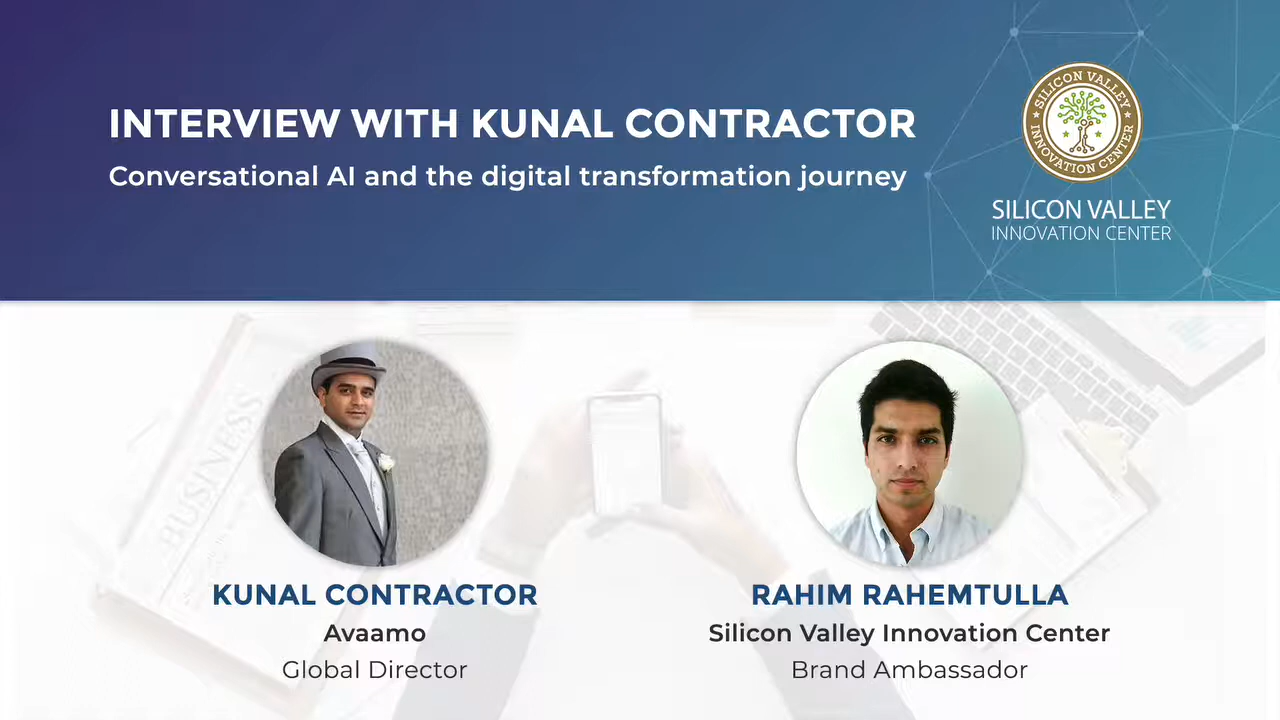 INTERVIEW WITH KUNAL CONTRACTOR
Conversational AI and the digital transformation journey
SILICON VALLEY
INNOVATION CENTER
SILICON VALLEY
INNOVATION CENTER
BUSINESS
KUNAL CONTRACTOR
Avaamo
Global Director
RAHIM RAHEMTULLA
Silicon Valley Innovation Center
Brand Ambassador